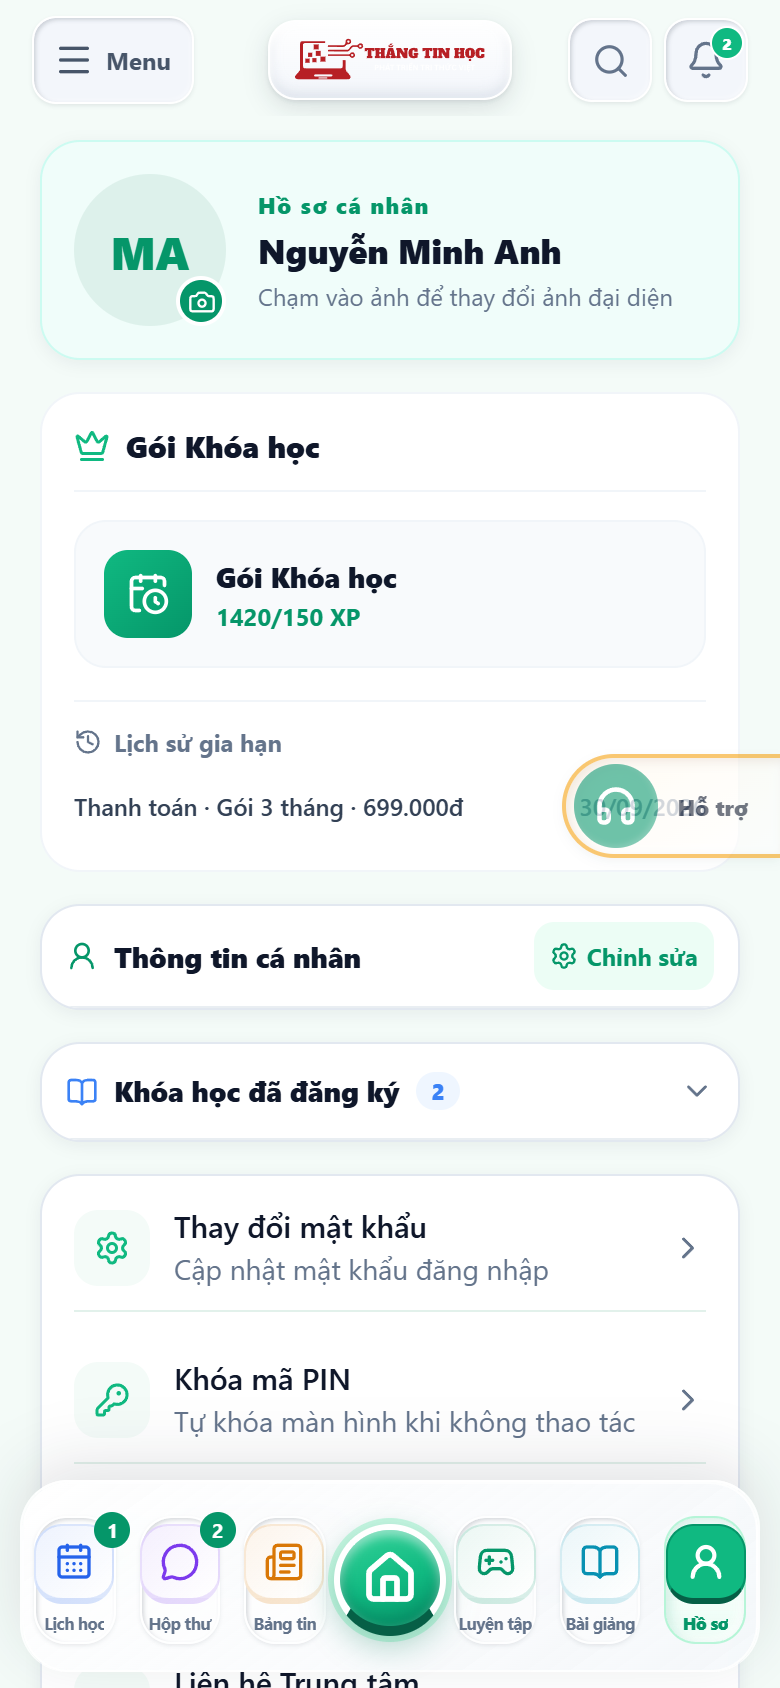 Menu
THẮNG TIN HỌC
2
Hồ sơ cá nhân
MA
Nguyễn Minh Anh
Chạm vào ảnh để thay đổi ảnh đại diện
Gói Khóa học
Gói Khóa học
1420/150 XP
Lịch sử gia hạn
Thanh toán · Gói 3 tháng · 699.000đ
Hỗ trợ
Thông tin cá nhân
Chỉnh sửa
Khóa học đã đăng ký 2
Thay đổi mật khẩu
Cập nhật mật khẩu đăng nhập
Khóa mã PIN
Tự khóa màn hình khi không thao tác
1
2
Lịch học
Hộp thư
Bảng tin
Luyện tập
Bài giảng
Hồ sơ
Liên hệ Trung tâm